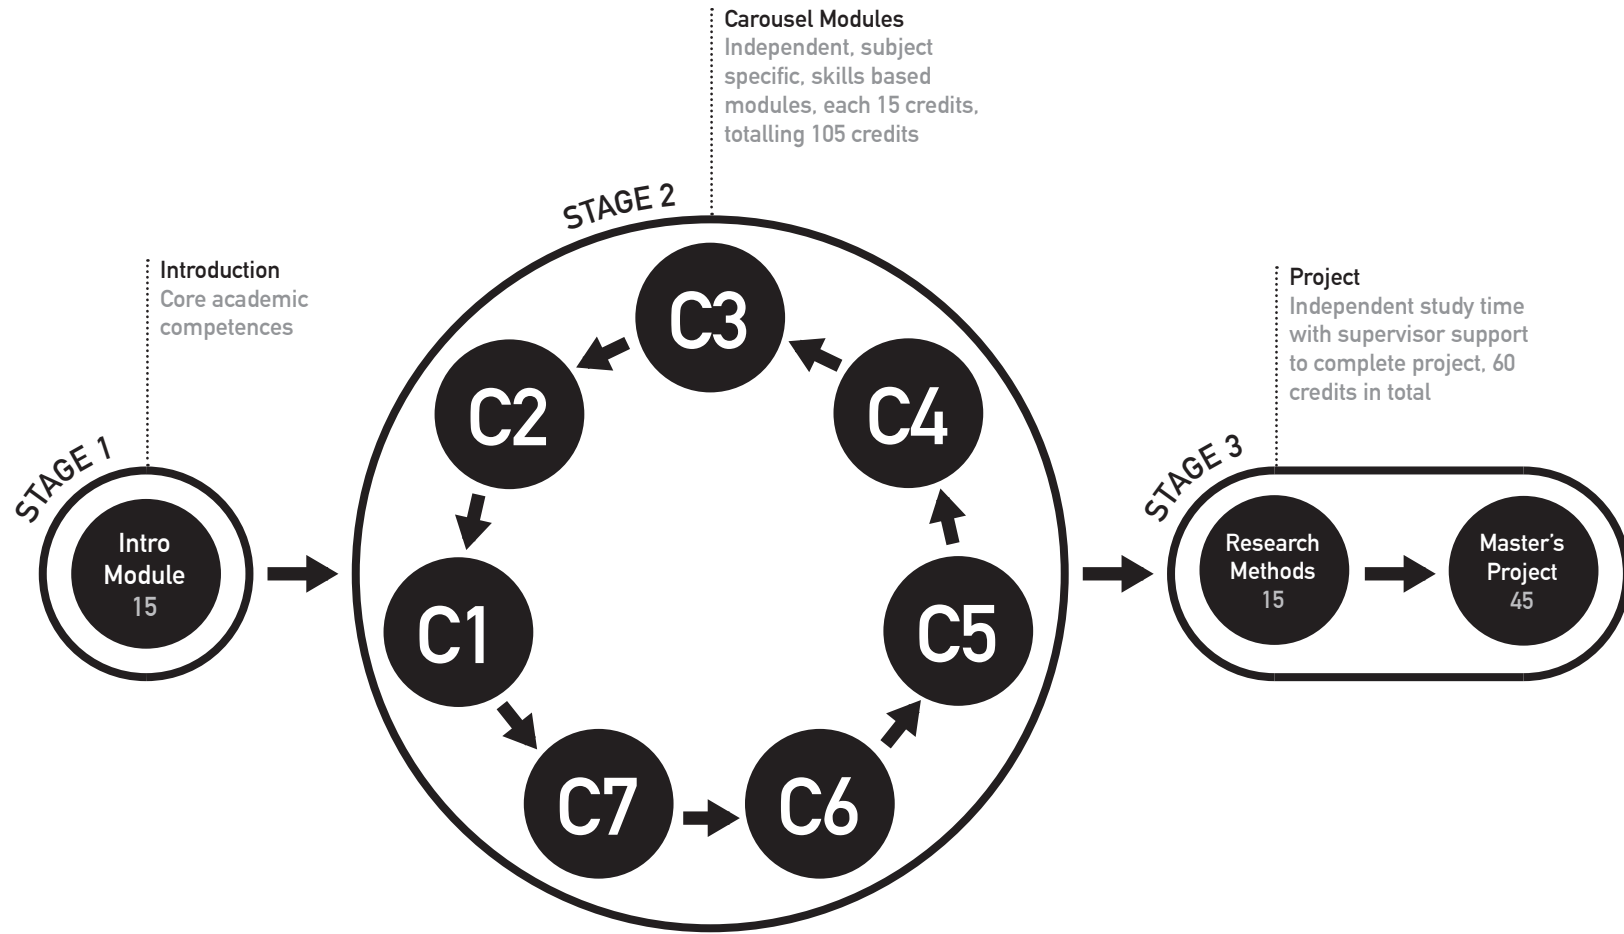 Carousel Modules
Independent, subject
specific, skills based
modules, each 15 credits,
totalling 105 credits
STAGE 2
Introduction
Core academic
competences
Project
Independent study time
with supervisor support
to complete project, 60
credits in total
STAGE 1
STAGE 3
Intro
Module
15
C3
C2
C4
C1
C5
C7
C6
Research
Methods
15
Master's
Project
45